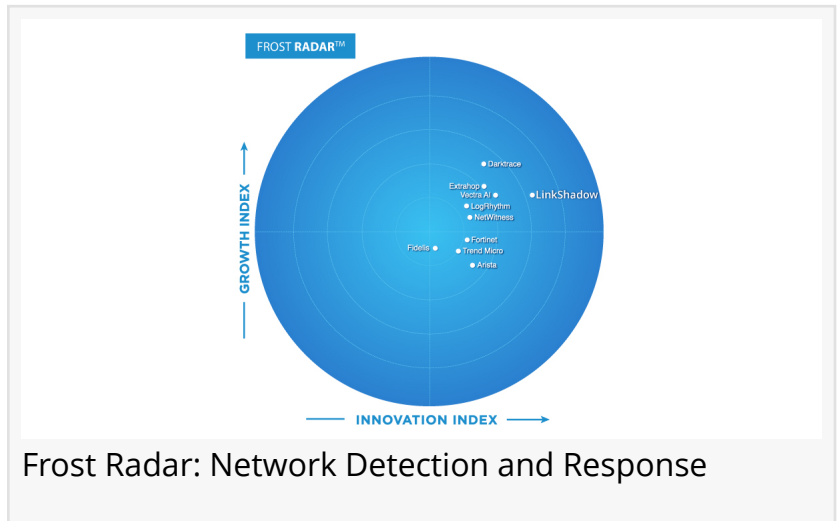 FROST RADAR™
Darktrace
Extrahop
Vectra AI
LinkShadow
LogRhythm
NetWitness
Fortinet
Fidelis
Trend Micro
Arista
GROWTH INDEX
INNOVATION INDEX
Frost Radar: Network Detection and Response